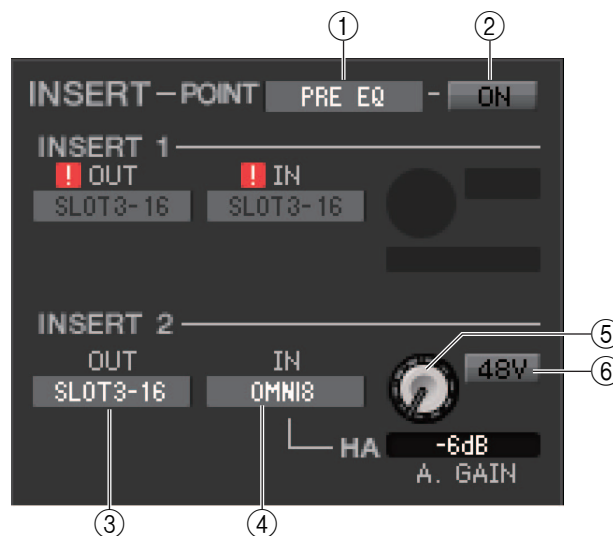 ① ②
INSERT – POINT PRE EQ – ON
INSERT 1
! OUT ! IN
SLOT3-16 SLOT3-16
INSERT 2
OUT IN ⑤
SLOT3-16 OMNI8 48V ⑥
HA -6dB
A. GAIN
③ ④